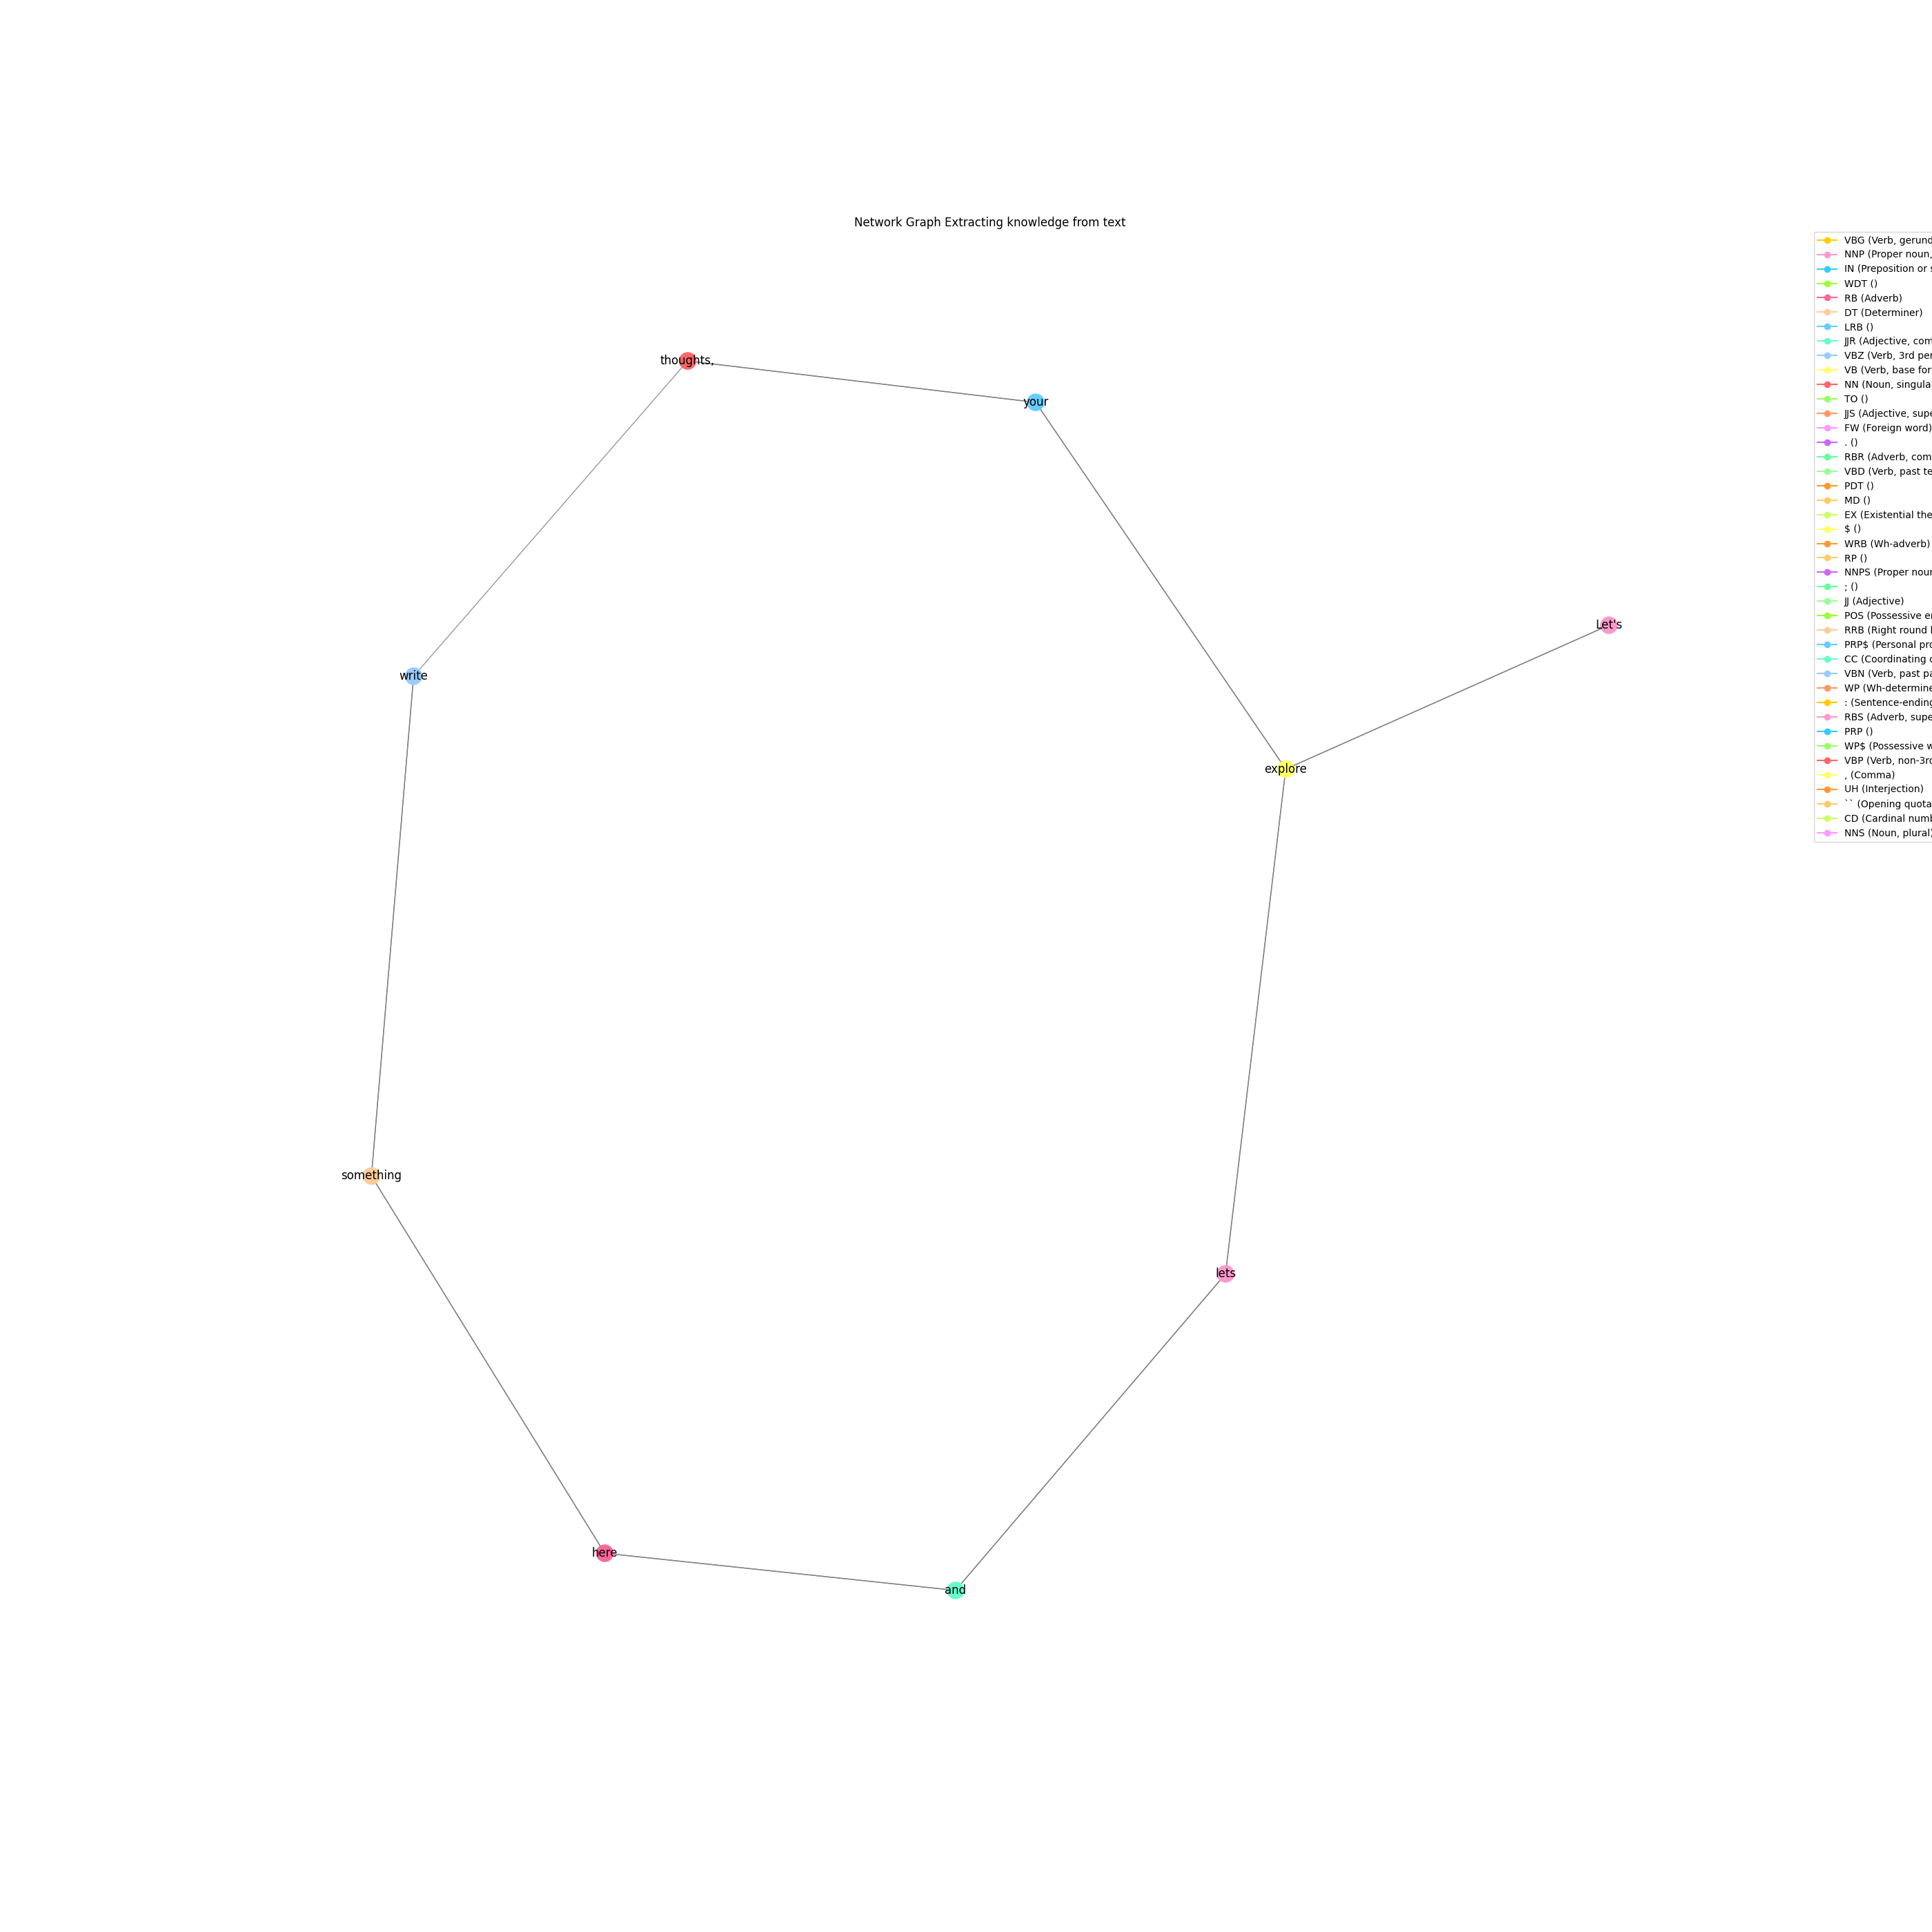 Network Graph Extracting knowledge from text
VBG (Verb, gerund
NNP (Proper noun,
IN (Preposition or s
WDT ()
RB (Adverb)
DT (Determiner)
LRB ()
JJR (Adjective, com
VBZ (Verb, 3rd per
VB (Verb, base for
NN (Noun, singula
TO ()
JJS (Adjective, supe
FW (Foreign word)
. ()
RBR (Adverb, com
VBD (Verb, past te
PDT ()
MD ()
EX (Existential the
$ ()
WRB (Wh-adverb)
RP ()
NNPS (Proper nour
; ()
JJ (Adjective)
POS (Possessive e
RRB (Right round
PRP$ (Personal pro
CC (Coordinating c
VBN (Verb, past pa
WP (Wh-determine
: (Sentence-ending
RBS (Adverb, supe
PRP ()
WP$ (Possessive w
VBP (Verb, non-3rd
, (Comma)
UH (Interjection)
`` (Opening quota
CD (Cardinal numb
NNS (Noun, plural)
thoughts,
your
Let's
write
explore
something
lets
here
and